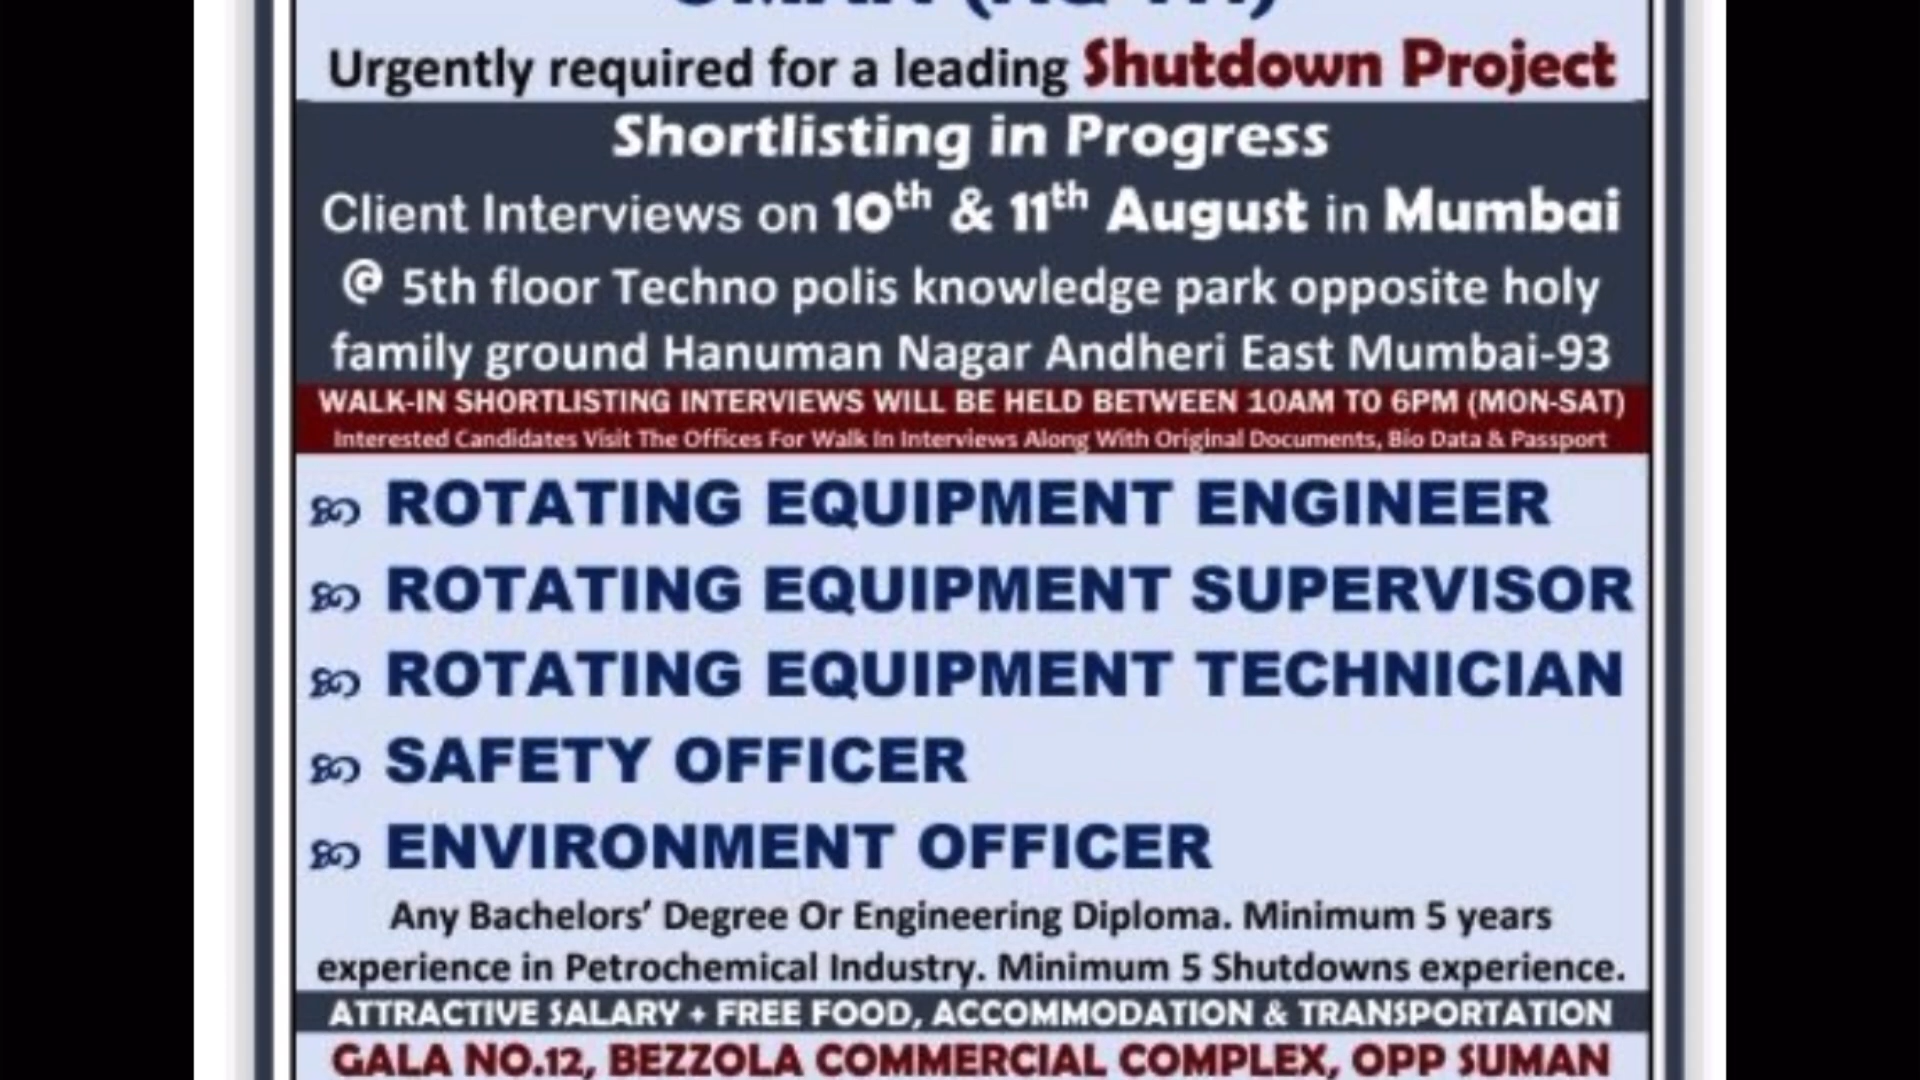 Urgently required for a leading Shutdown Project
Shortlisting in Progress
Client Interviews on 10th & 11th August in Mumbai
@ 5th floor Techno polis knowledge park opposite holy
family ground Hanuman Nagar Andheri East Mumbai-93
WALK-IN SHORTLISTING INTERVIEWS WILL BE HELD BETWEEN 10AM TO 6PM (MON-SAT)
Interested Candidates Visit The Offices For Walk In Interviews Along With Original Documents, Bio Data & Passport
ROTATING EQUIPMENT ENGINEER
ROTATING EQUIPMENT SUPERVISOR
ROTATING EQUIPMENT TECHNICIAN
SAFETY OFFICER
ENVIRONMENT OFFICER
Any Bachelors’ Degree Or Engineering Diploma. Minimum 5 years
experience in Petrochemical Industry. Minimum 5 Shutdowns experience.
ATTRACTIVE SALARY + FREE FOOD, ACCOMMODATION & TRANSPORTATION
GALA NO.12, BEZZOLA COMMERCIAL COMPLEX, OPP SUMAN